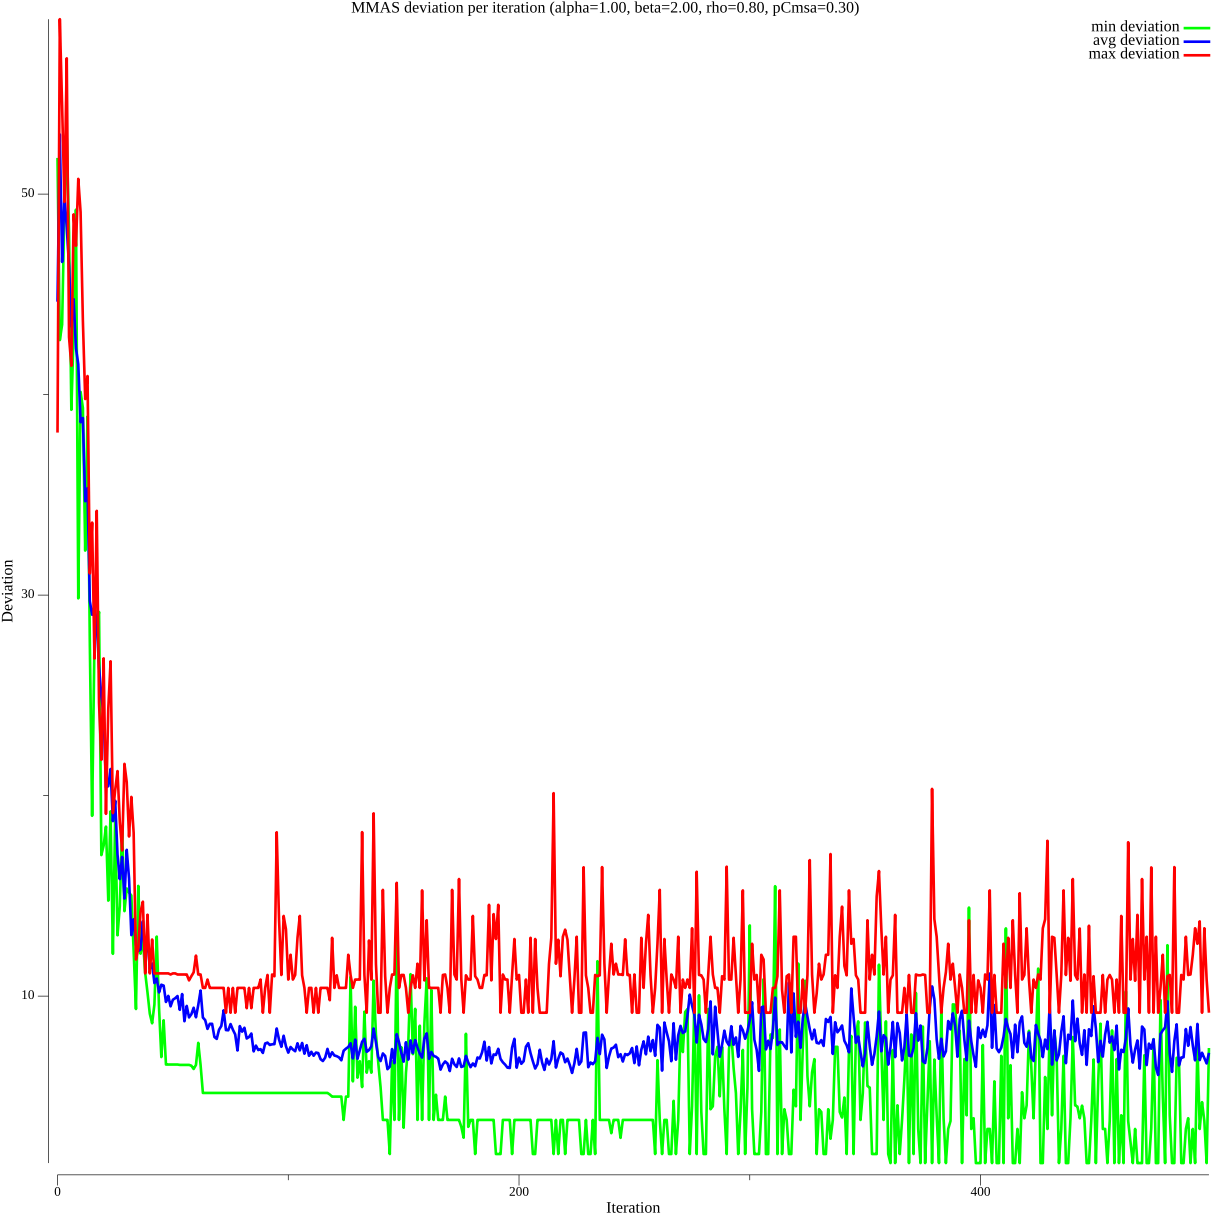 MMAS deviation per iteration (alpha=1.00, beta=2.00, rho=0.80, pCmsa=0.30)
min deviation
avg deviation
max deviation
50
30
10
Deviation
0
200
400
Iteration